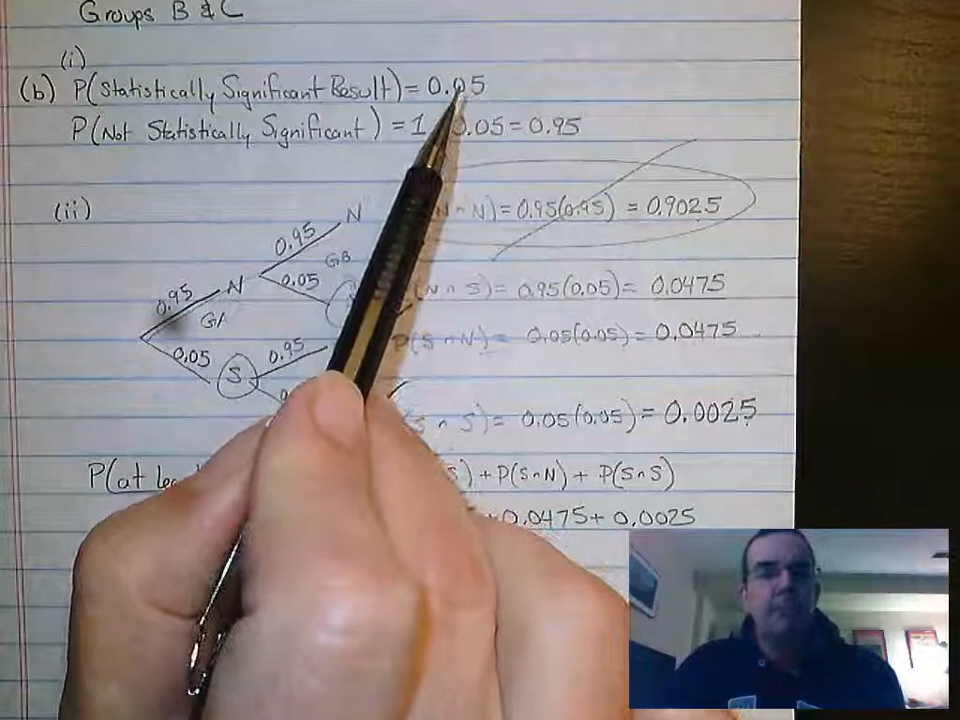 Groups B & C
(i)
(b) P(Statistically Significant Result) = 0.05
P(Not Statistically Significant) = 1 0.05 = 0.95
(ii)
N
0.95
GB
0.05
N
0.95
GA
0.05
S
0.95
N ∩ N) = 0.95(0.95) = 0.9025
(N ∩ S) = 0.95(0.05) = 0.0475
P(S ∩ N) = 0.05(0.05) = 0.0475
S ∩ S) = 0.05(0.05) = 0.0025
P(at S) + P(S∩N) + P(S∩S)
0.0475 + 0.0025